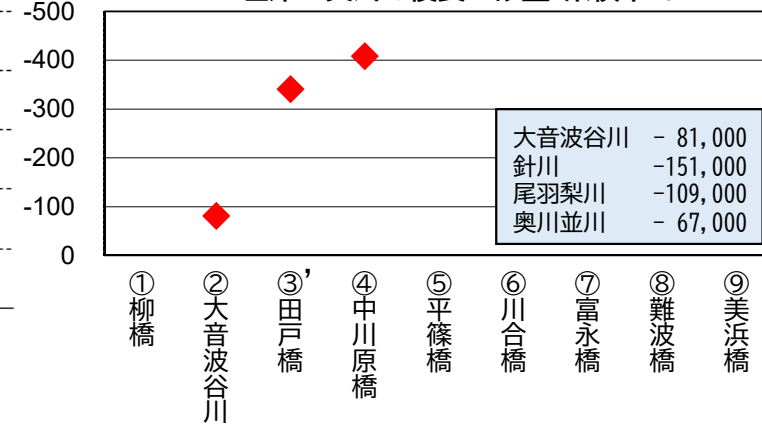 -500
-400
-300
-200
-100
0
大音波谷川 - 81,000
針川 -151,000
尾羽梨川 -109,000
奥川並川 - 67,000
①柳橋
②大音波谷川
③'田戸橋
④中川原橋
⑤平篠橋
⑥川合橋
⑦富永橋
⑧難波橋
⑨美浜橋